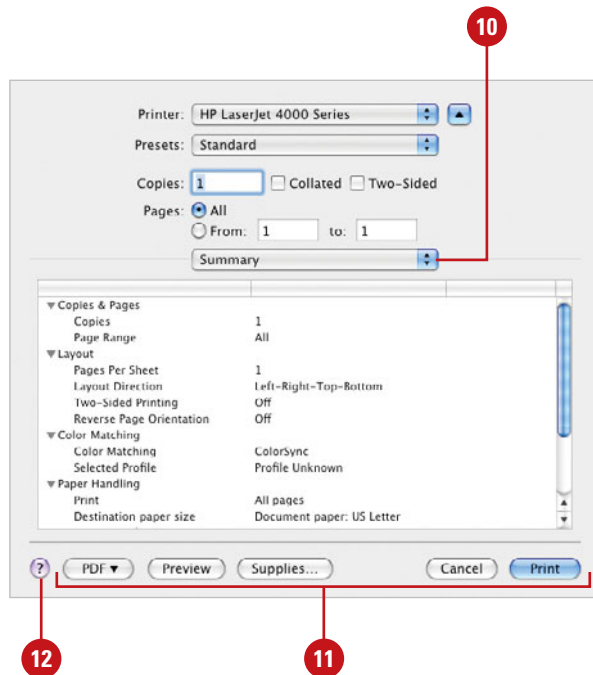 10
Printer: HP LaserJet 4000 Series
Presets: Standard
Copies: 1 Collated Two-Sided
Pages: All
From: 1 to: 1
Summary
Copies & Pages
Copies 1
Page Range All
Layout
Pages Per Sheet 1
Layout Direction Left-Right-Top-Bottom
Two-Sided Printing Off
Reverse Page Orientation Off
Color Matching
Color Matching ColorSync
Selected Profile Profile Unknown
Paper Handling
Print All pages
Destination paper size Document paper: US Letter
? PDF Preview Supplies... Cancel Print
12 11